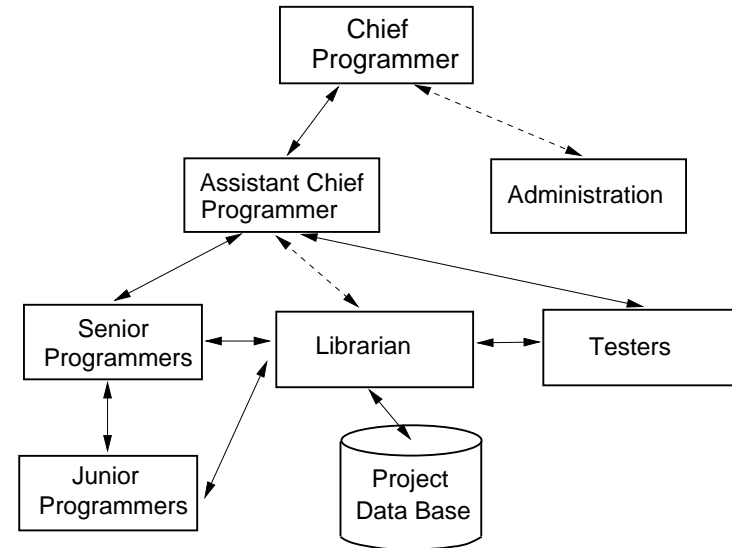 Chief
Programmer
Assistant Chief
Programmer
Administration
Senior
Programmers
Librarian
Testers
Junior
Programmers
Project
Data Base